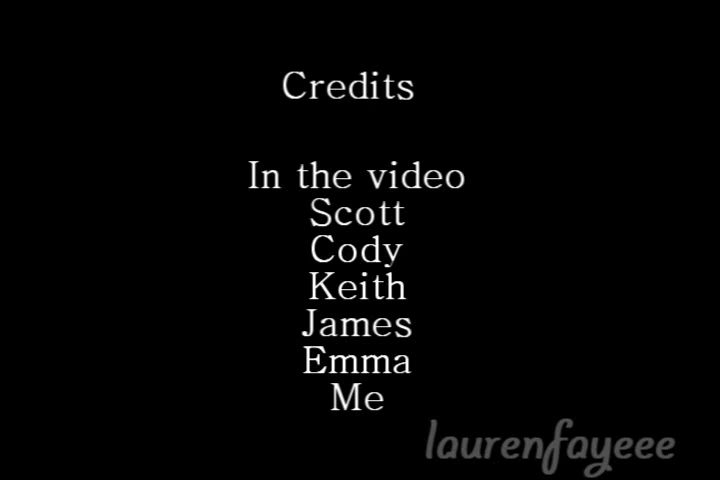 Credits
In the video
Scott
Cody
Keith
James
Emma
Me
laurenfayeee